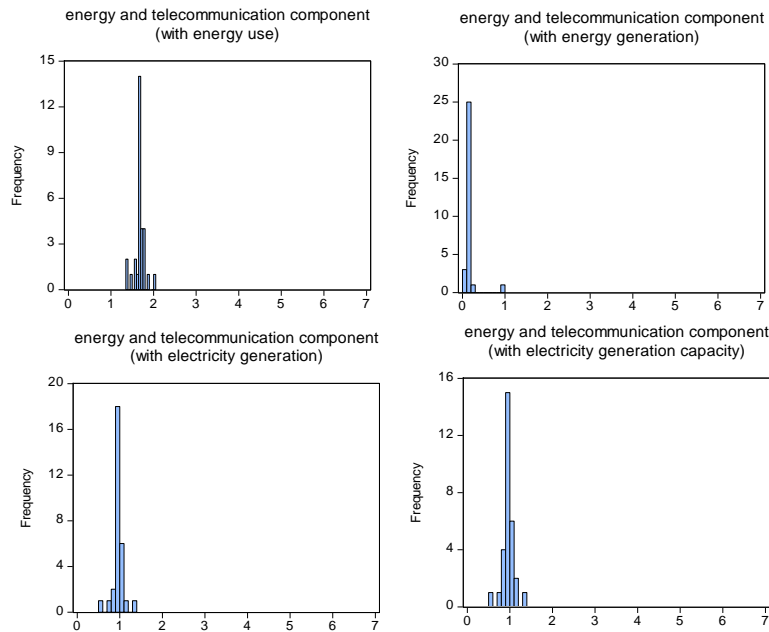 energy and telecommunication component
(with energy use)
15
12
9
6
3
0
Frequency
0 1 2 3 4 5 6 7
energy and telecommunication component
(with energy generation)
30
25
20
15
10
5
0
Frequency
0 1 2 3 4 5 6 7
energy and telecommunication component
(with electricity generation)
20
16
12
8
4
0
Frequency
0 1 2 3 4 5 6 7
energy and telecommunication component
(with electricity generation capacity)
16
12
8
4
0
Frequency
0 1 2 3 4 5 6 7